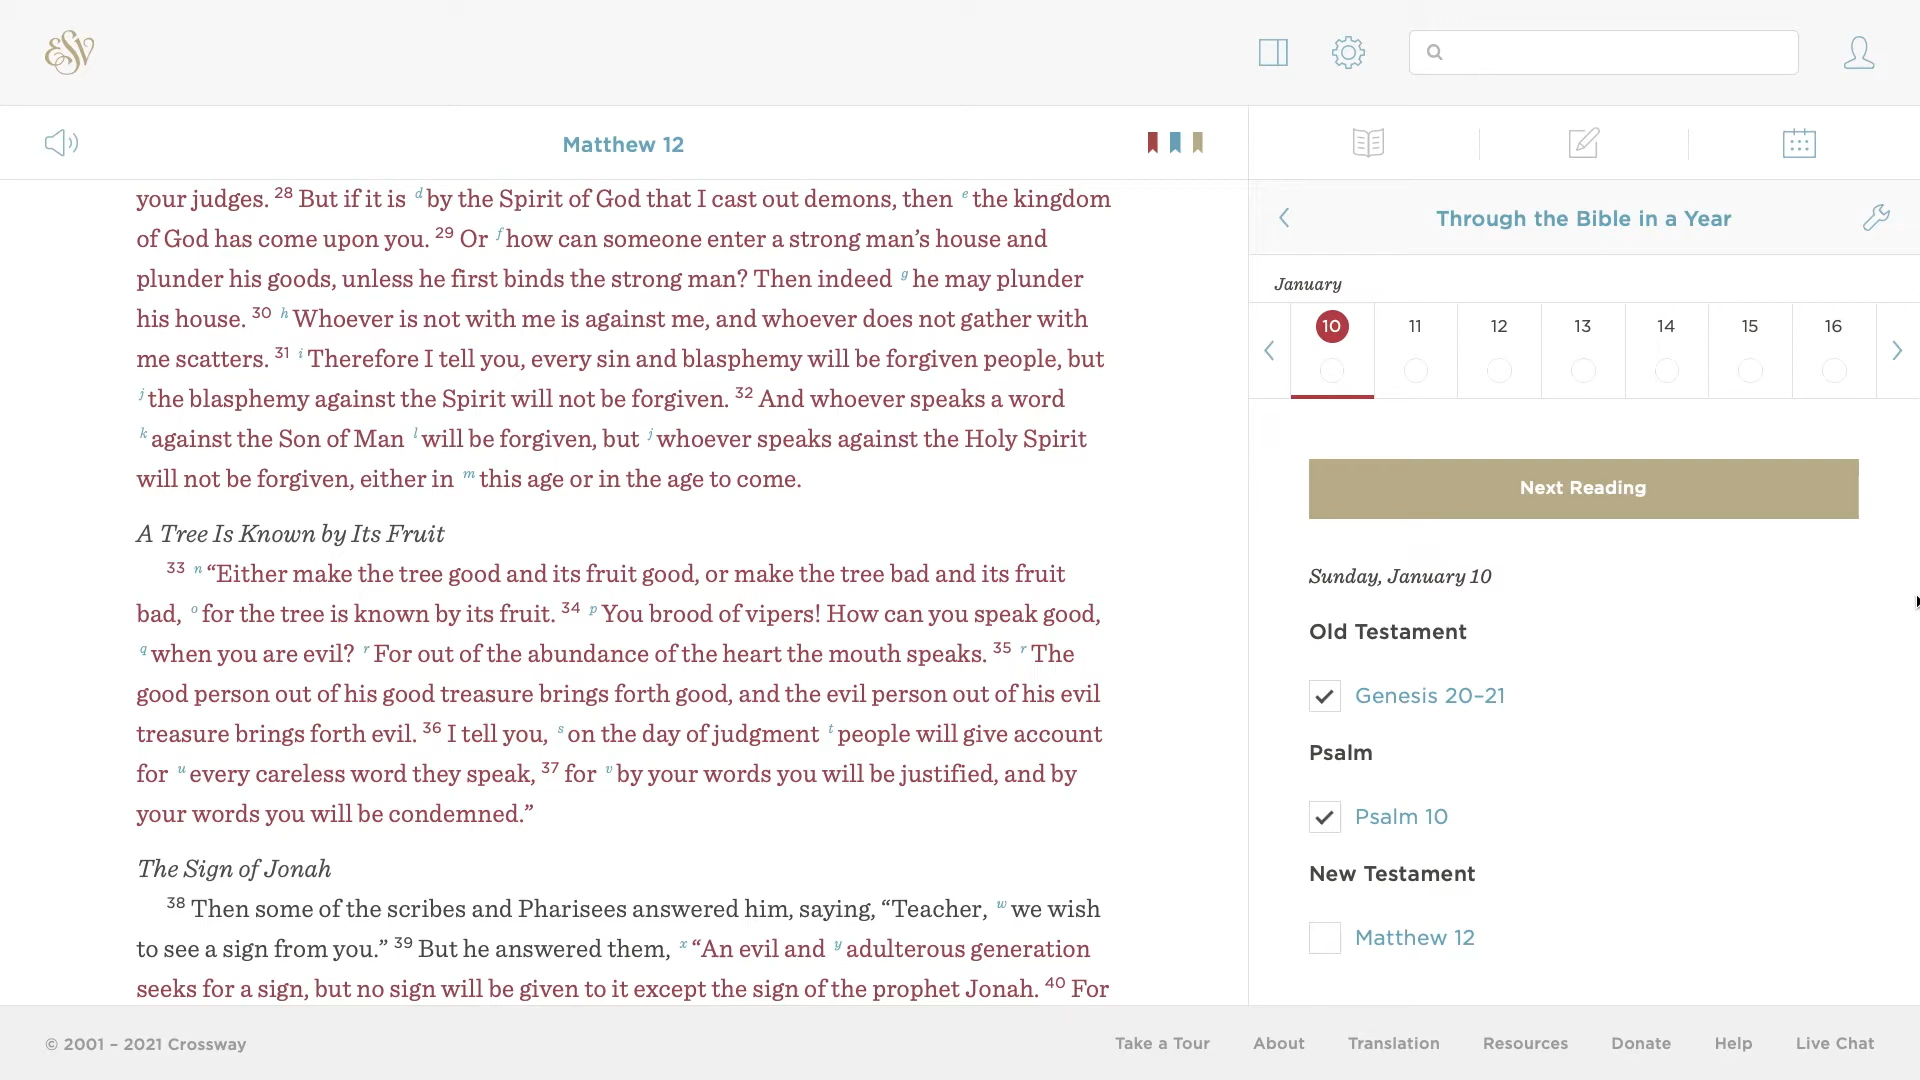 ESV
Matthew 12
your judges. 28 But if it is d by the Spirit of God that I cast out demons, then e the kingdom
of God has come upon you. 29 Or f how can someone enter a strong man’s house and
plunder his goods, unless he first binds the strong man? Then indeed g he may plunder
his house. 30 h Whoever is not with me is against me, and whoever does not gather with
me scatters. 31 i Therefore I tell you, every sin and blasphemy will be forgiven people, but
j the blasphemy against the Spirit will not be forgiven. 32 And whoever speaks a word
k against the Son of Man l will be forgiven, but j whoever speaks against the Holy Spirit
will not be forgiven, either in m this age or in the age to come.
A Tree Is Known by Its Fruit
33 n “Either make the tree good and its fruit good, or make the tree bad and its fruit
bad, o for the tree is known by its fruit. 34 p You brood of vipers! How can you speak good,
q when you are evil? r For out of the abundance of the heart the mouth speaks. 35 r The
good person out of his good treasure brings forth good, and the evil person out of his evil
treasure brings forth evil. 36 I tell you, s on the day of judgment t people will give account
for u every careless word they speak, 37 for v by your words you will be justified, and by
your words you will be condemned.”
The Sign of Jonah
38 Then some of the scribes and Pharisees answered him, saying, “Teacher, w we wish
to see a sign from you.” 39 But he answered them, x “An evil and y adulterous generation
seeks for a sign, but no sign will be given to it except the sign of the prophet Jonah. 40 For
Through the Bible in a Year
January
10 11 12 13 14 15 16
Next Reading
Sunday, January 10
Old Testament
Genesis 20–21
Psalm
Psalm 10
New Testament
Matthew 12
© 2001 – 2021 Crossway
Take a Tour About Translation Resources Donate Help Live Chat